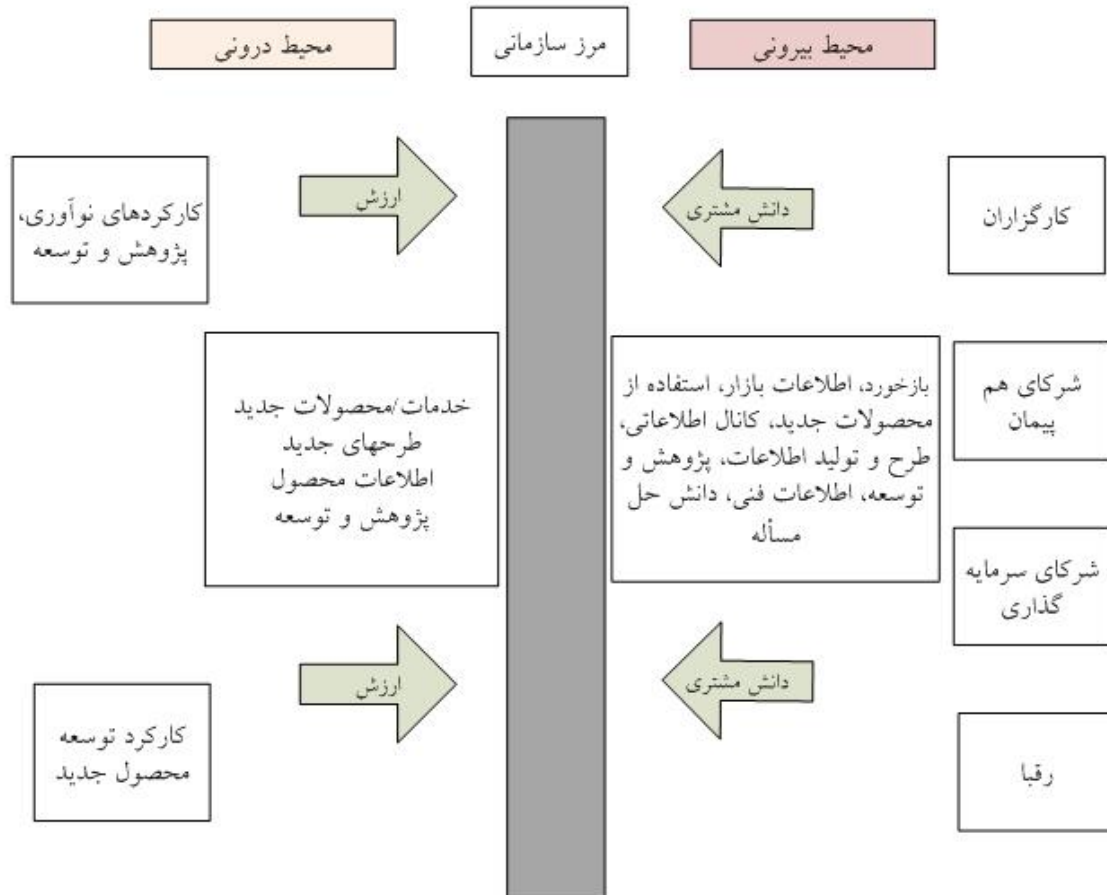 محیط بیرونی
مرز سازمانی
محیط درونی
کارگزاران
دانش مشتری
ارزش
کارکردهای نوآوری،
پژوهش و توسعه
شرکای هم
پیمان
بازخورد، اطلاعات بازار، استفاده از
محصولات جدید، کانال اطلاعاتی،
طرح و تولید اطلاعات، پژوهش و
توسعه، اطلاعات فنی، دانش حل
مسأله
خدمات/محصولات جدید
طرحهای جدید
اطلاعات محصول
پژوهش و توسعه
شرکای سرمایه
گذاری
دانش مشتری
ارزش
کارکرد توسعه
محصول جدید
رقبا